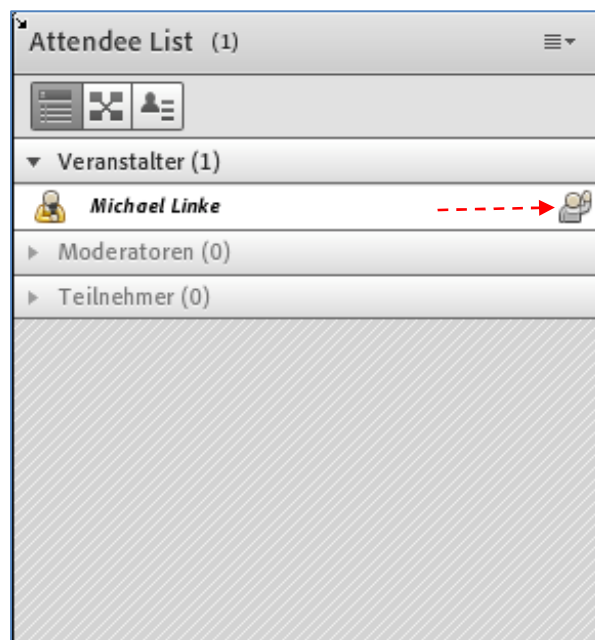 Attendee List (1)
Veranstalter (1)
Michael Linke
Moderatoren (0)
Teilnehmer (0)